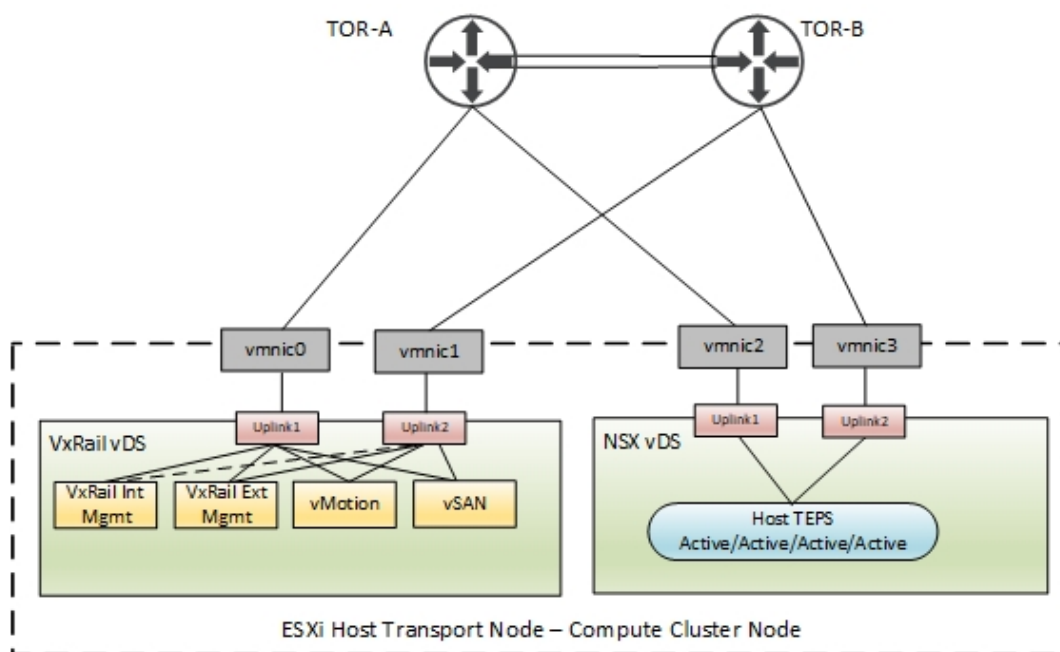 TOR-A
TOR-B
vmnic0
vmnic1
vmnic2
vmnic3
Uplink1
Uplink2
Uplink1
Uplink2
VxRail vDS
NSX vDS
VxRail Int
Mgmt
VxRail Ext
Mgmt
vMotion
vSAN
Host TEPS
Active/Active/Active/Active
ESXi Host Transport Node – Compute Cluster Node